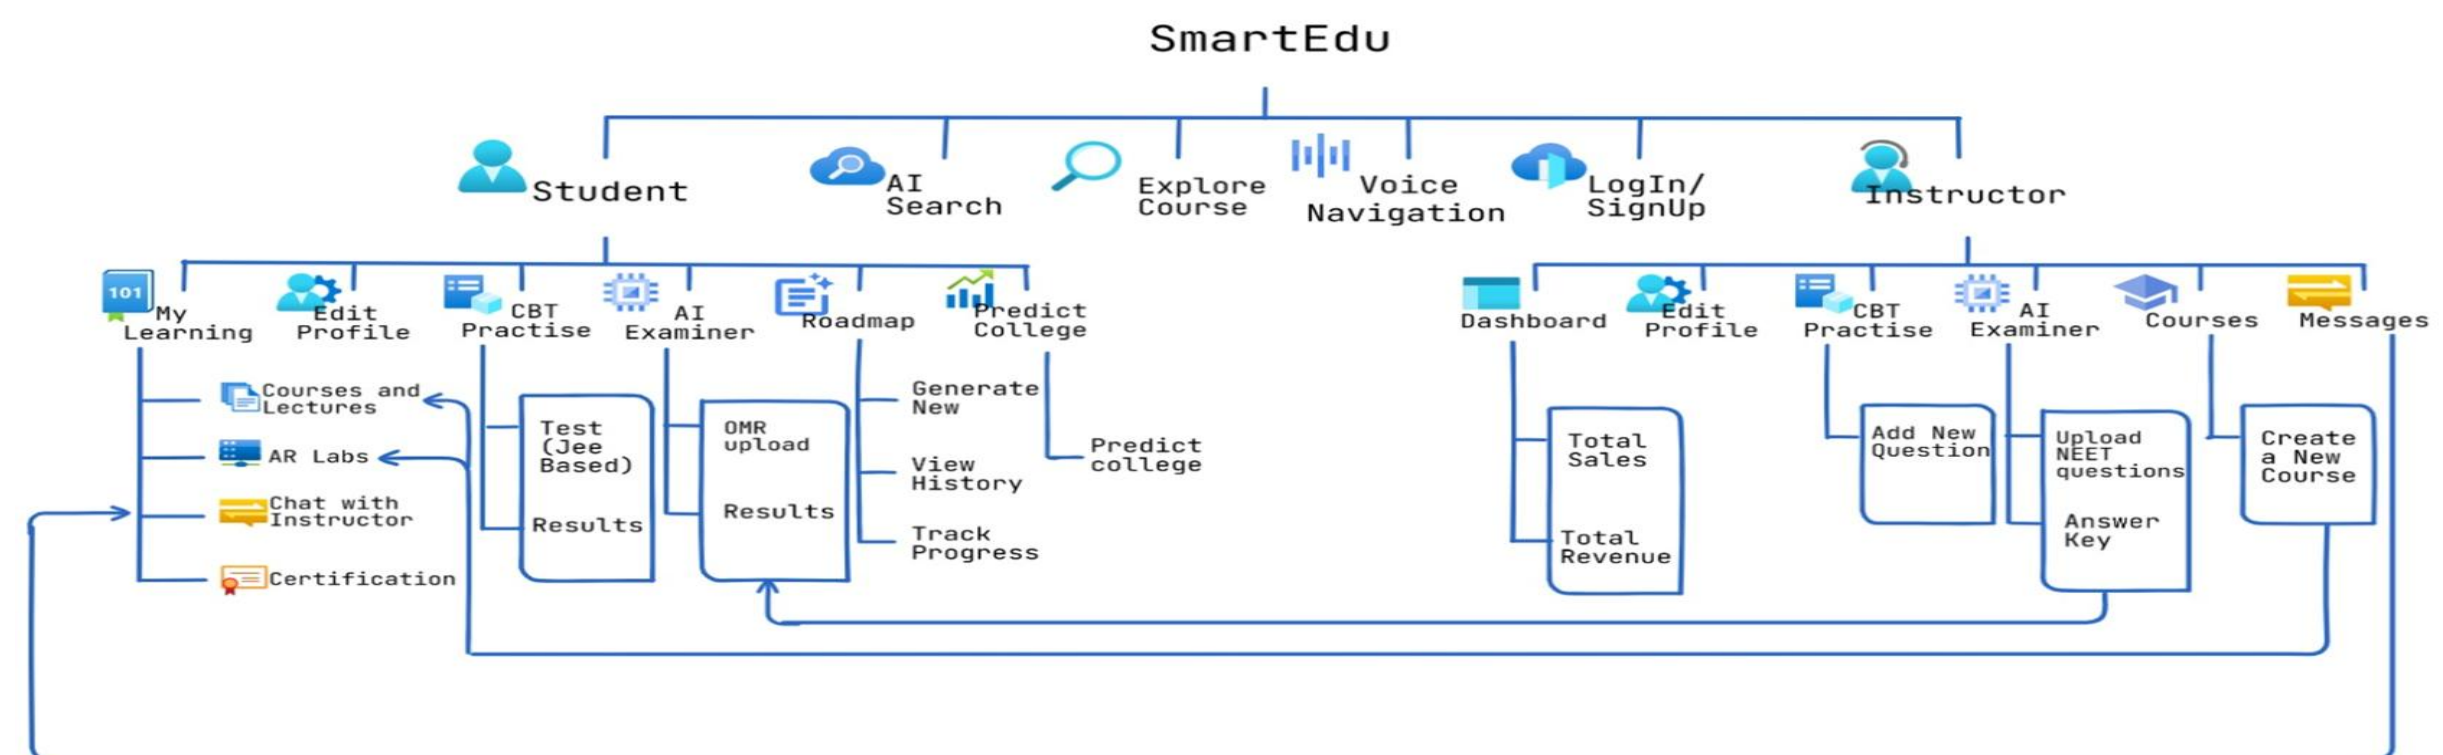 SmartEdu
Student
AI
Search
Explore
Course
Voice
Navigation
LogIn/
SignUp
Instructor
101
My
Learning
Edit
Profile
CBT
Practise
AI
Examiner
Roadmap
Predict
College
Dashboard
Edit
Profile
CBT
Practise
AI
Examiner
Courses
Messages
Courses and
Lectures
AR Labs
Chat with
Instructor
Certification
Test
(Jee
Based)
Results
OMR
upload
Results
Generate
New
View
History
Track
Progress
Predict
college
Total
Sales
Total
Revenue
Add New
Question
Upload
NEET
questions
Answer
Key
Create
a New
Course